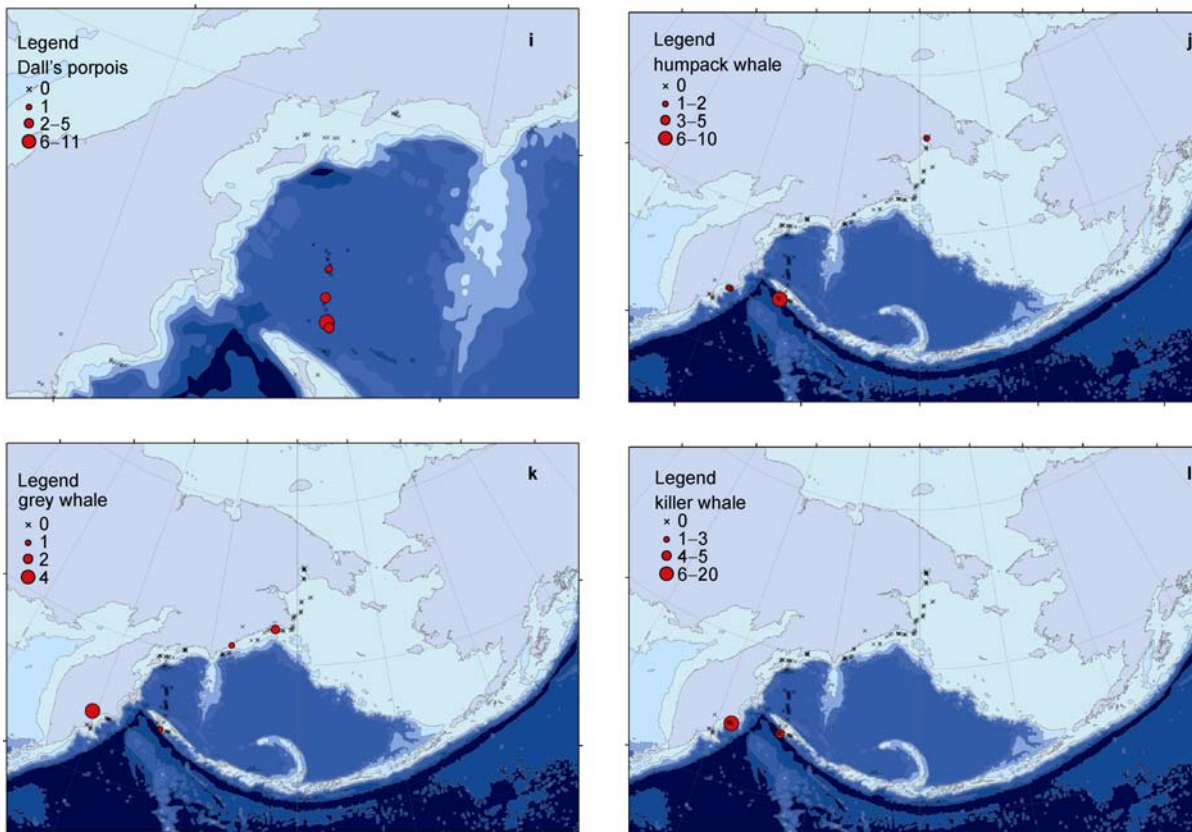 i
Legend
Dall's porpois
× 0
1
2–5
6–11
j
Legend
humpack whale
× 0
1–2
3–5
6–10
k
Legend
grey whale
× 0
1
2
4
l
Legend
killer whale
× 0
1–3
4–5
6–20